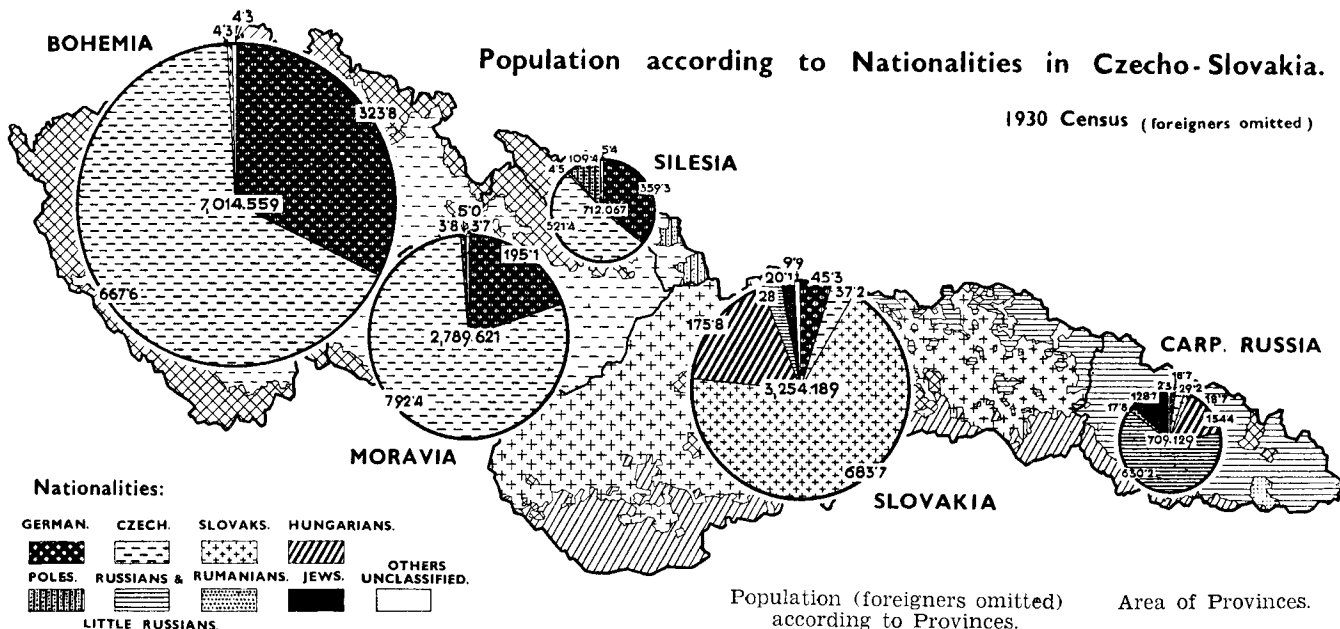 Population according to Nationalities in Czecho-Slovakia.
1930 Census (foreigners omitted)
BOHEMIA
4·3 4·3
323·8
7,014.559
667·6
SILESIA
4·5 109·4 5·4
359·3
712.067
521·4
MORAVIA
5·0
3·8 3·7
195·1
2,789.621
792·4
SLOVAKIA
9·9
20·1 45·3
28 37·2
175·8
3,254.189
683·7
CARP. RUSSIA
18·7
2·3 29·2
128·7
17·8 154·4
709.129
630·2
Nationalities:
GERMAN. CZECH. SLOVAKS. HUNGARIANS.
POLES. RUSSIANS & RUMANIANS. JEWS. OTHERS
UNCLASSIFIED.
LITTLE RUSSIANS.
Population (foreigners omitted) Area of Provinces.
according to Provinces.